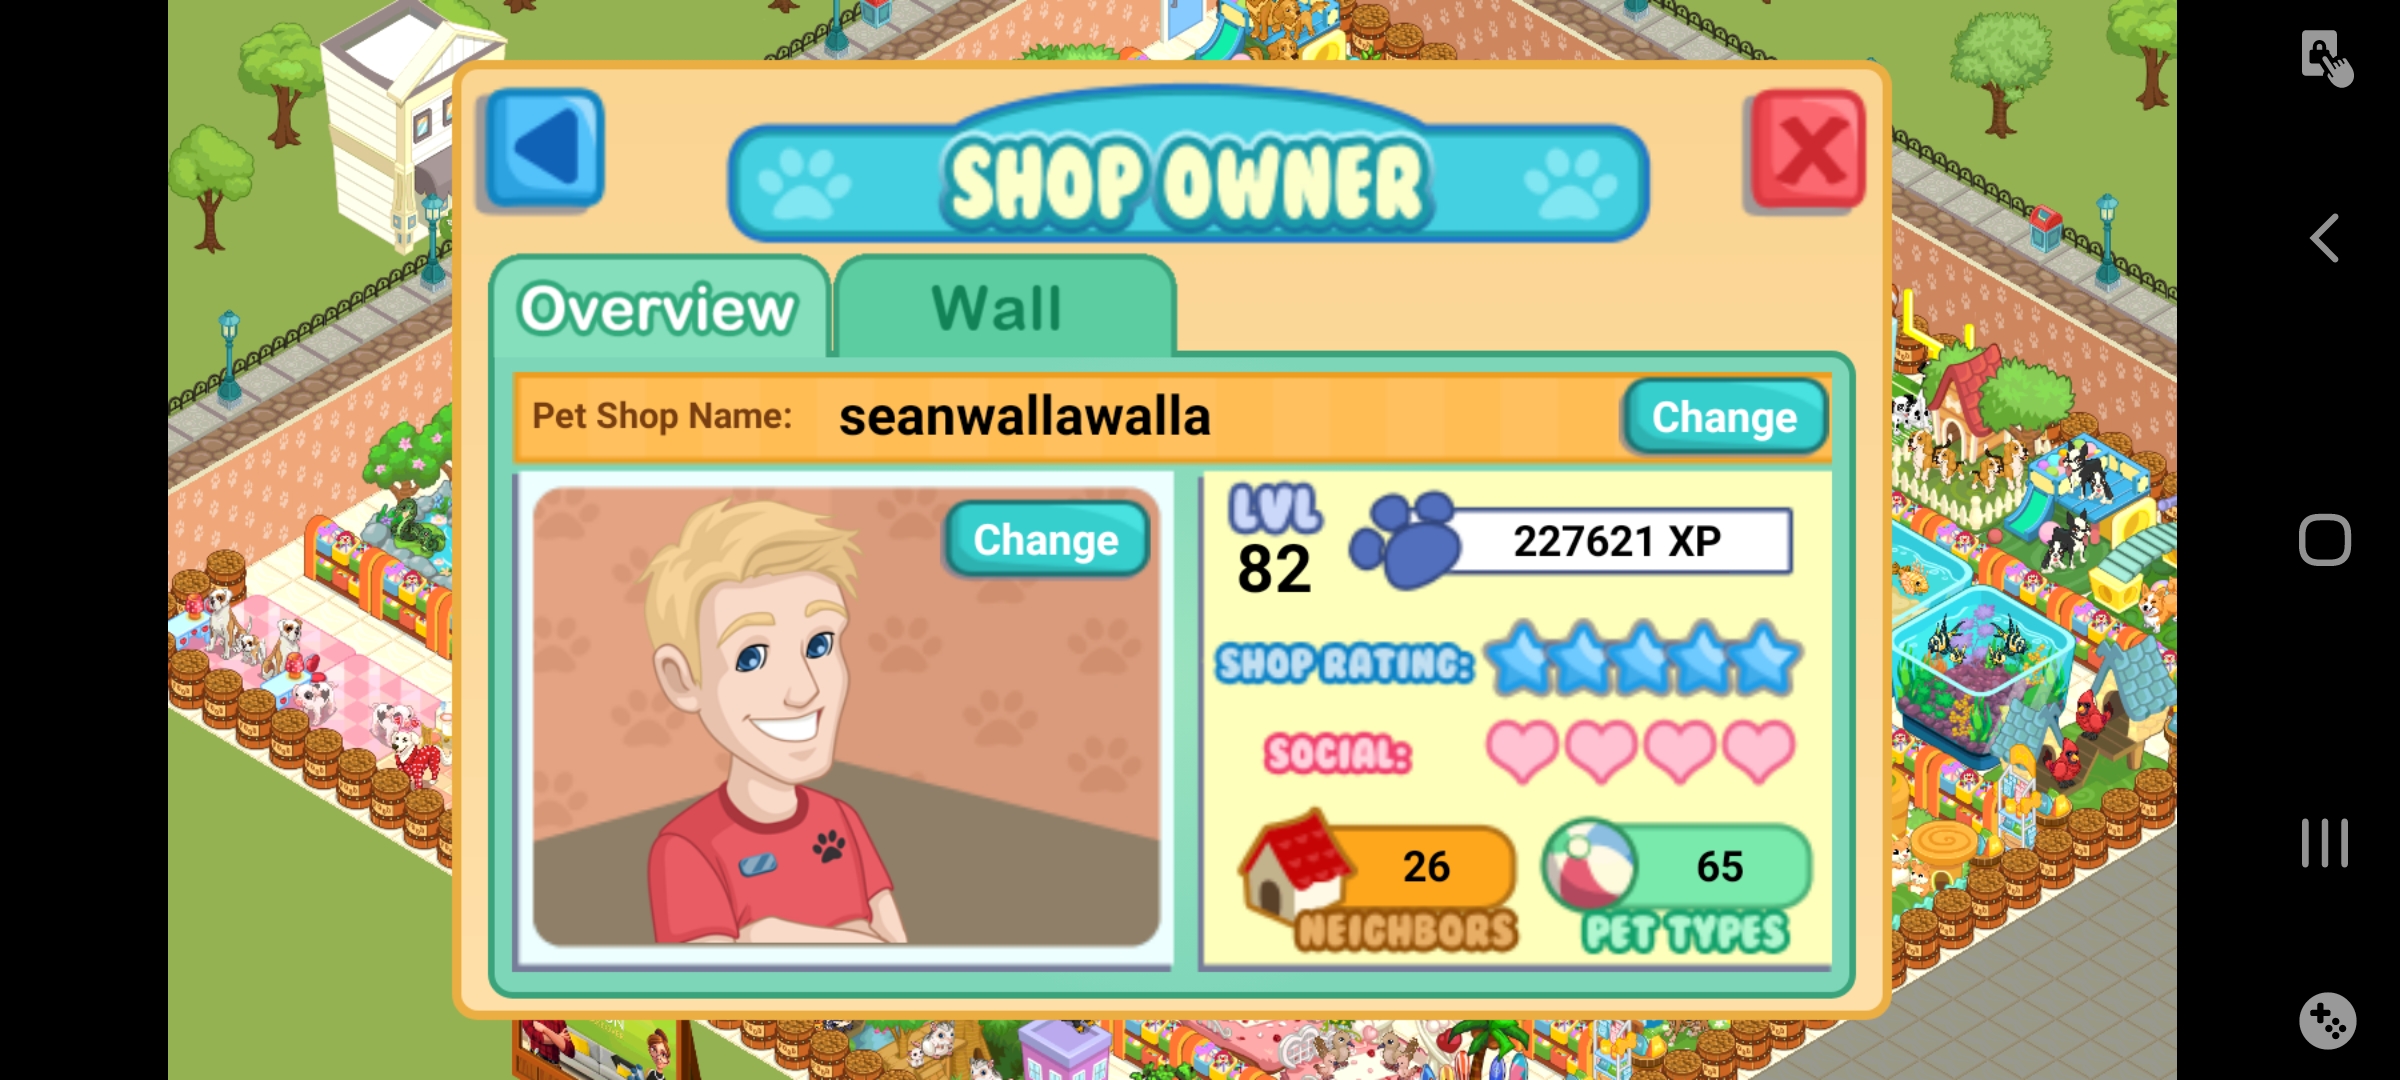 SHOP OWNER
Overview
Wall
Pet Shop Name: seanwallawalla
Change
Change
LVL
82
227621 XP
SHOP RATING:
SOCIAL:
26
NEIGHBORS
65
PET TYPES